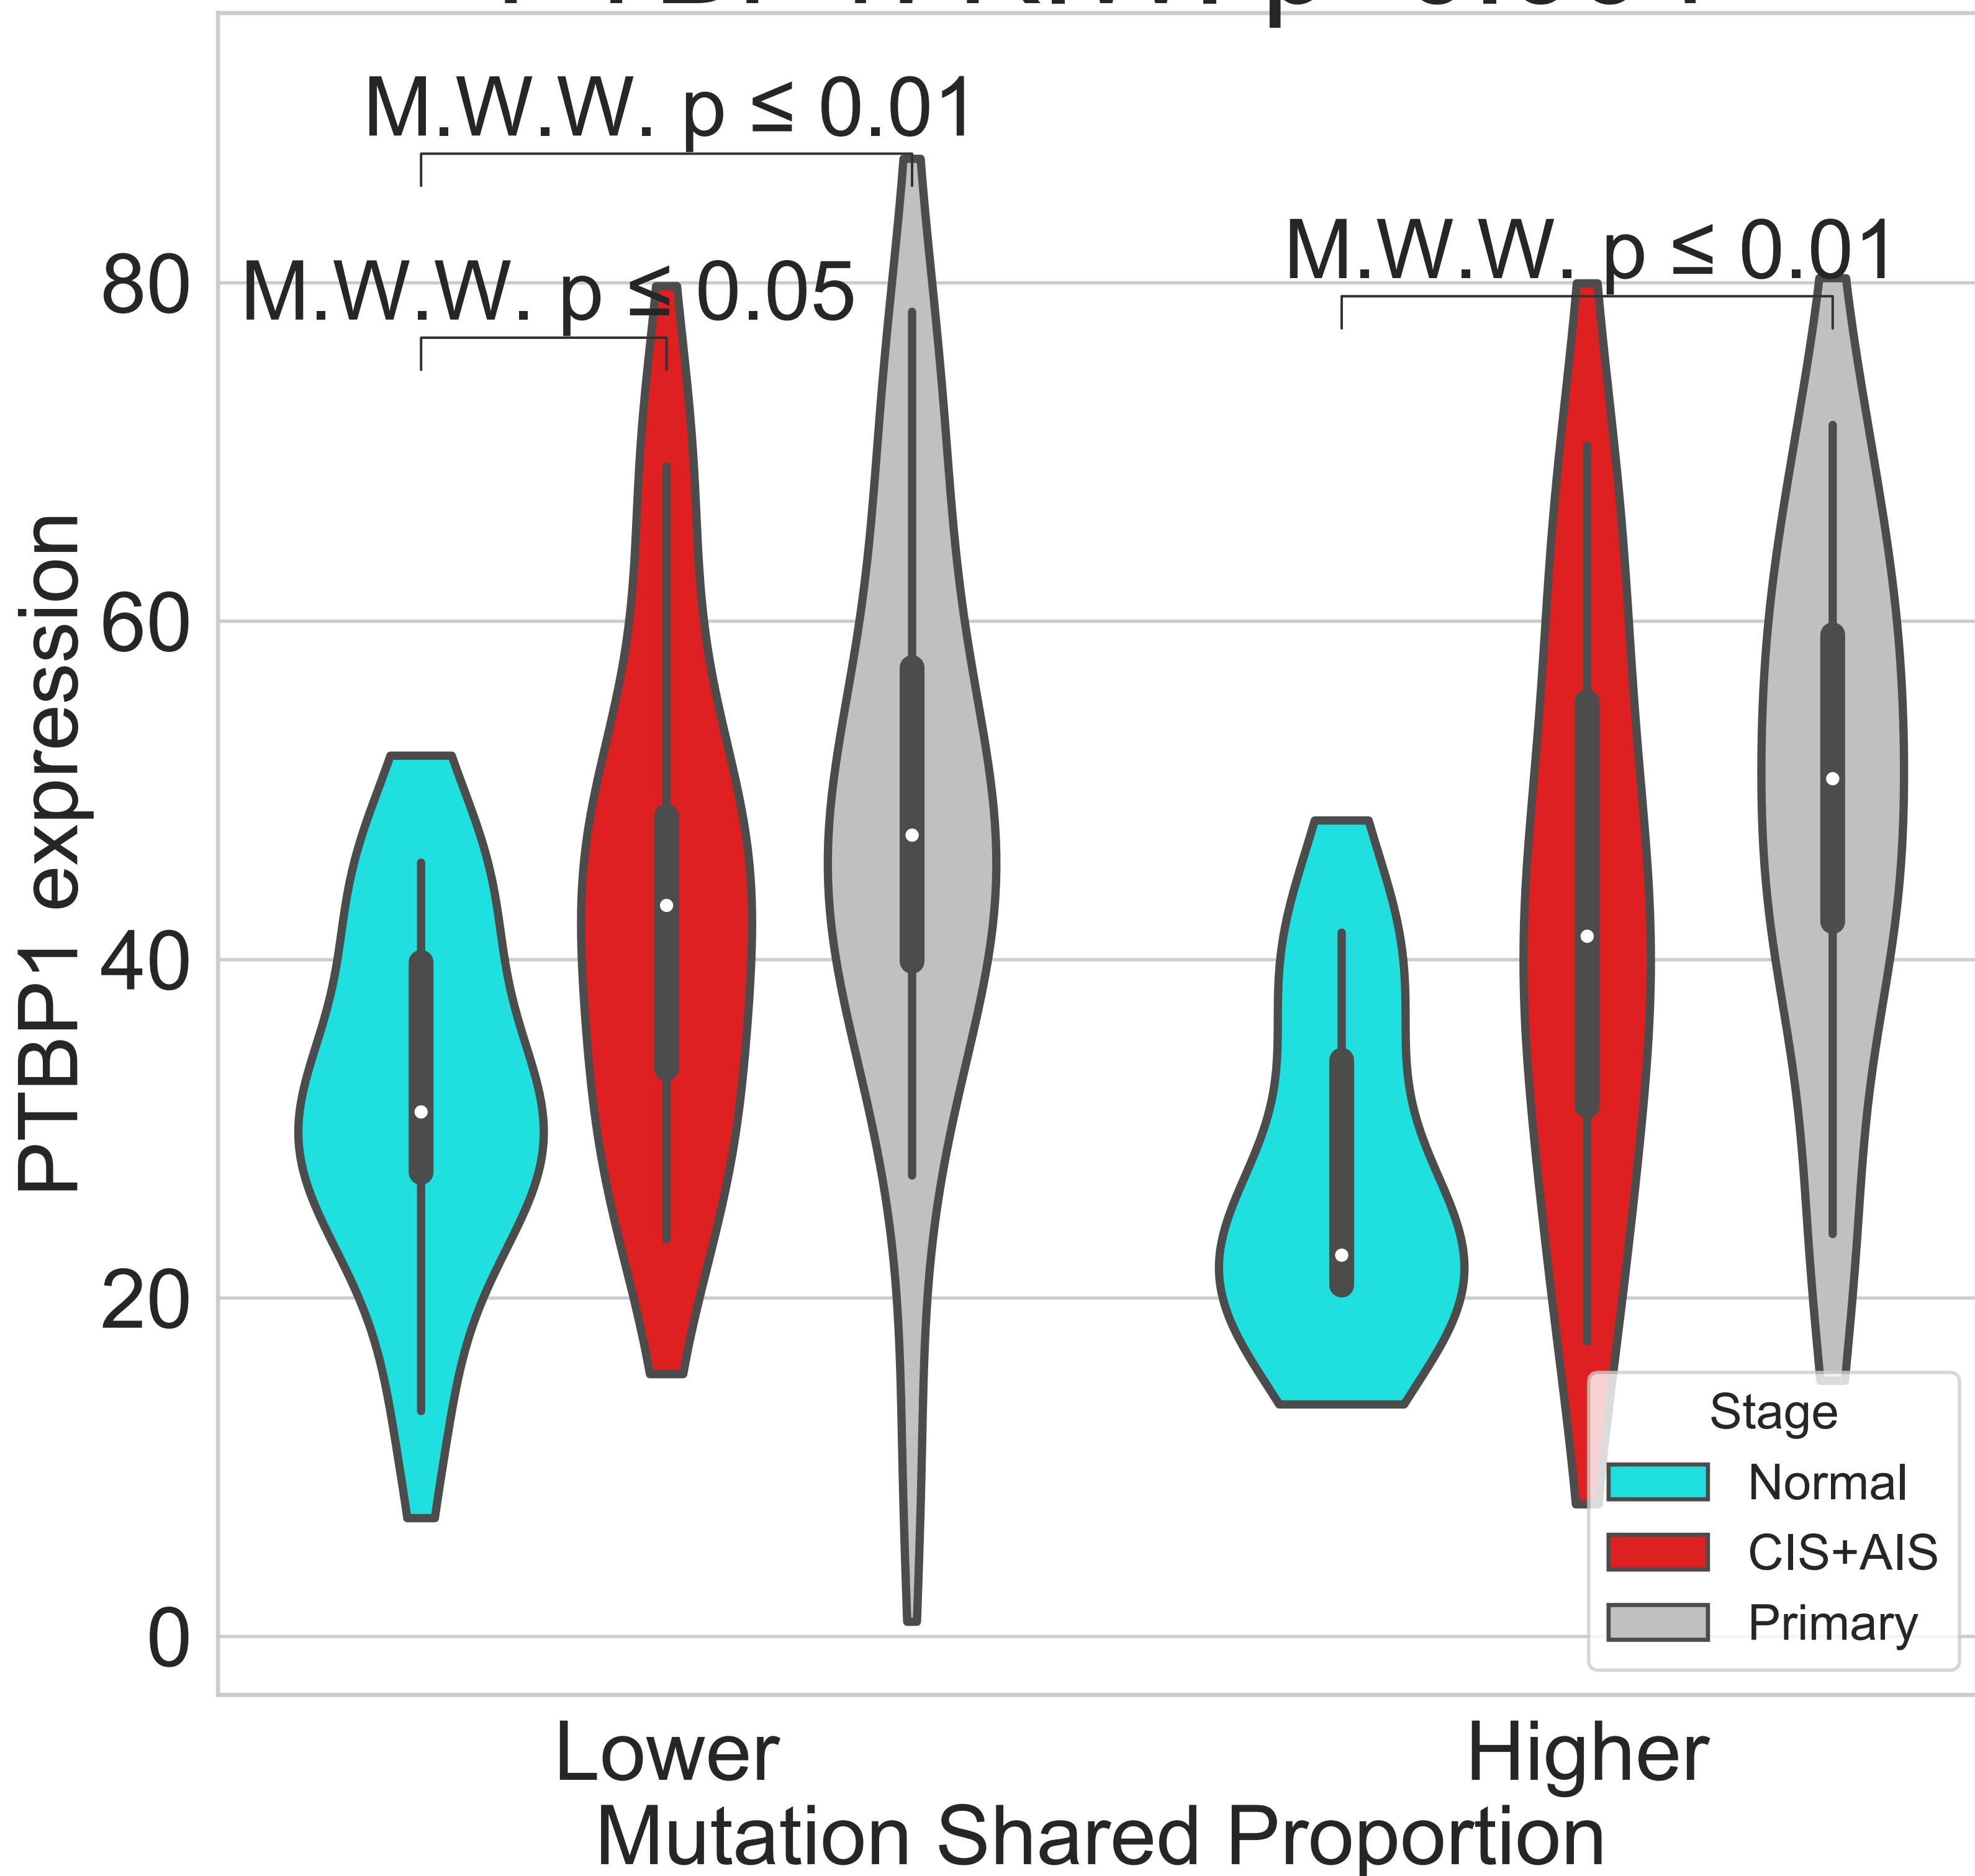 M.W.W. p ≤ 0.01
M.W.W. p ≤ 0.05
M.W.W. p ≤ 0.01
80
60
40
20
0
PTBP1 expression
Stage
Normal
CIS+AIS
Primary
Lower
Higher
Mutation Shared Proportion